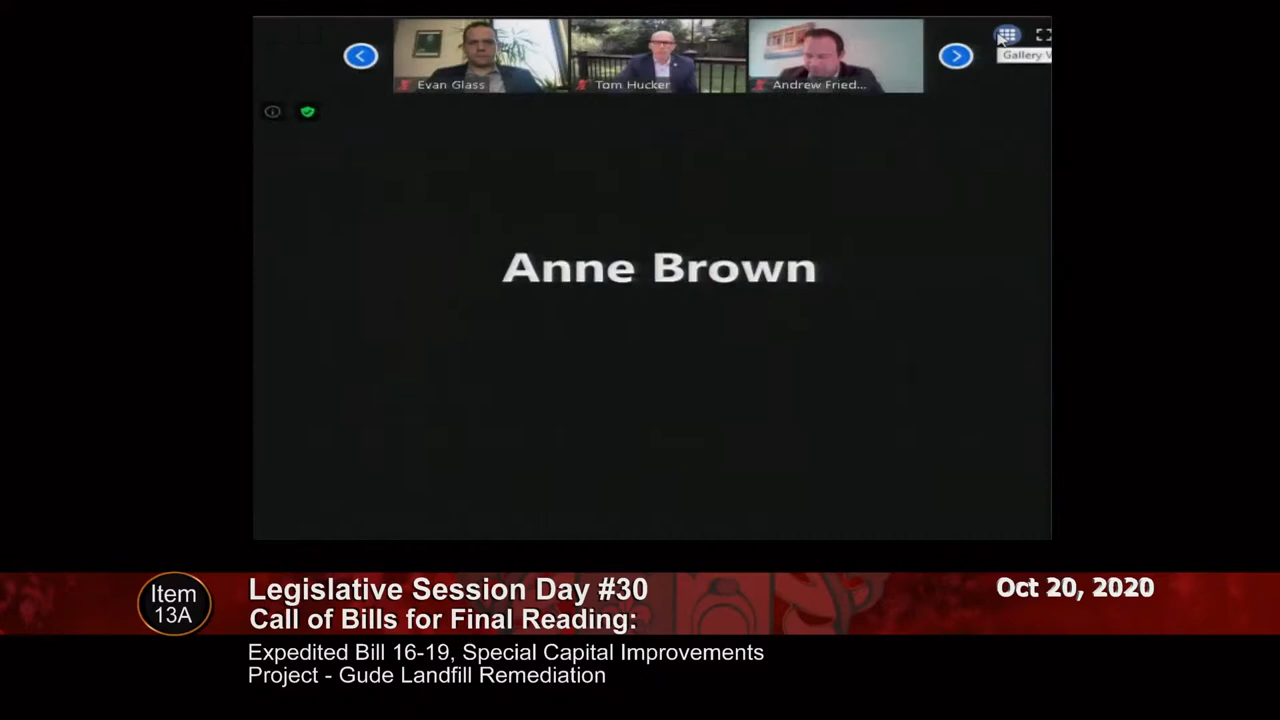 Evan Glass
Tom Hucker
Andrew Fried...
Gallery V
Anne Brown
Item
13A
Legislative Session Day #30
Call of Bills for Final Reading:
Oct 20, 2020
Expedited Bill 16-19, Special Capital Improvements
Project - Gude Landfill Remediation